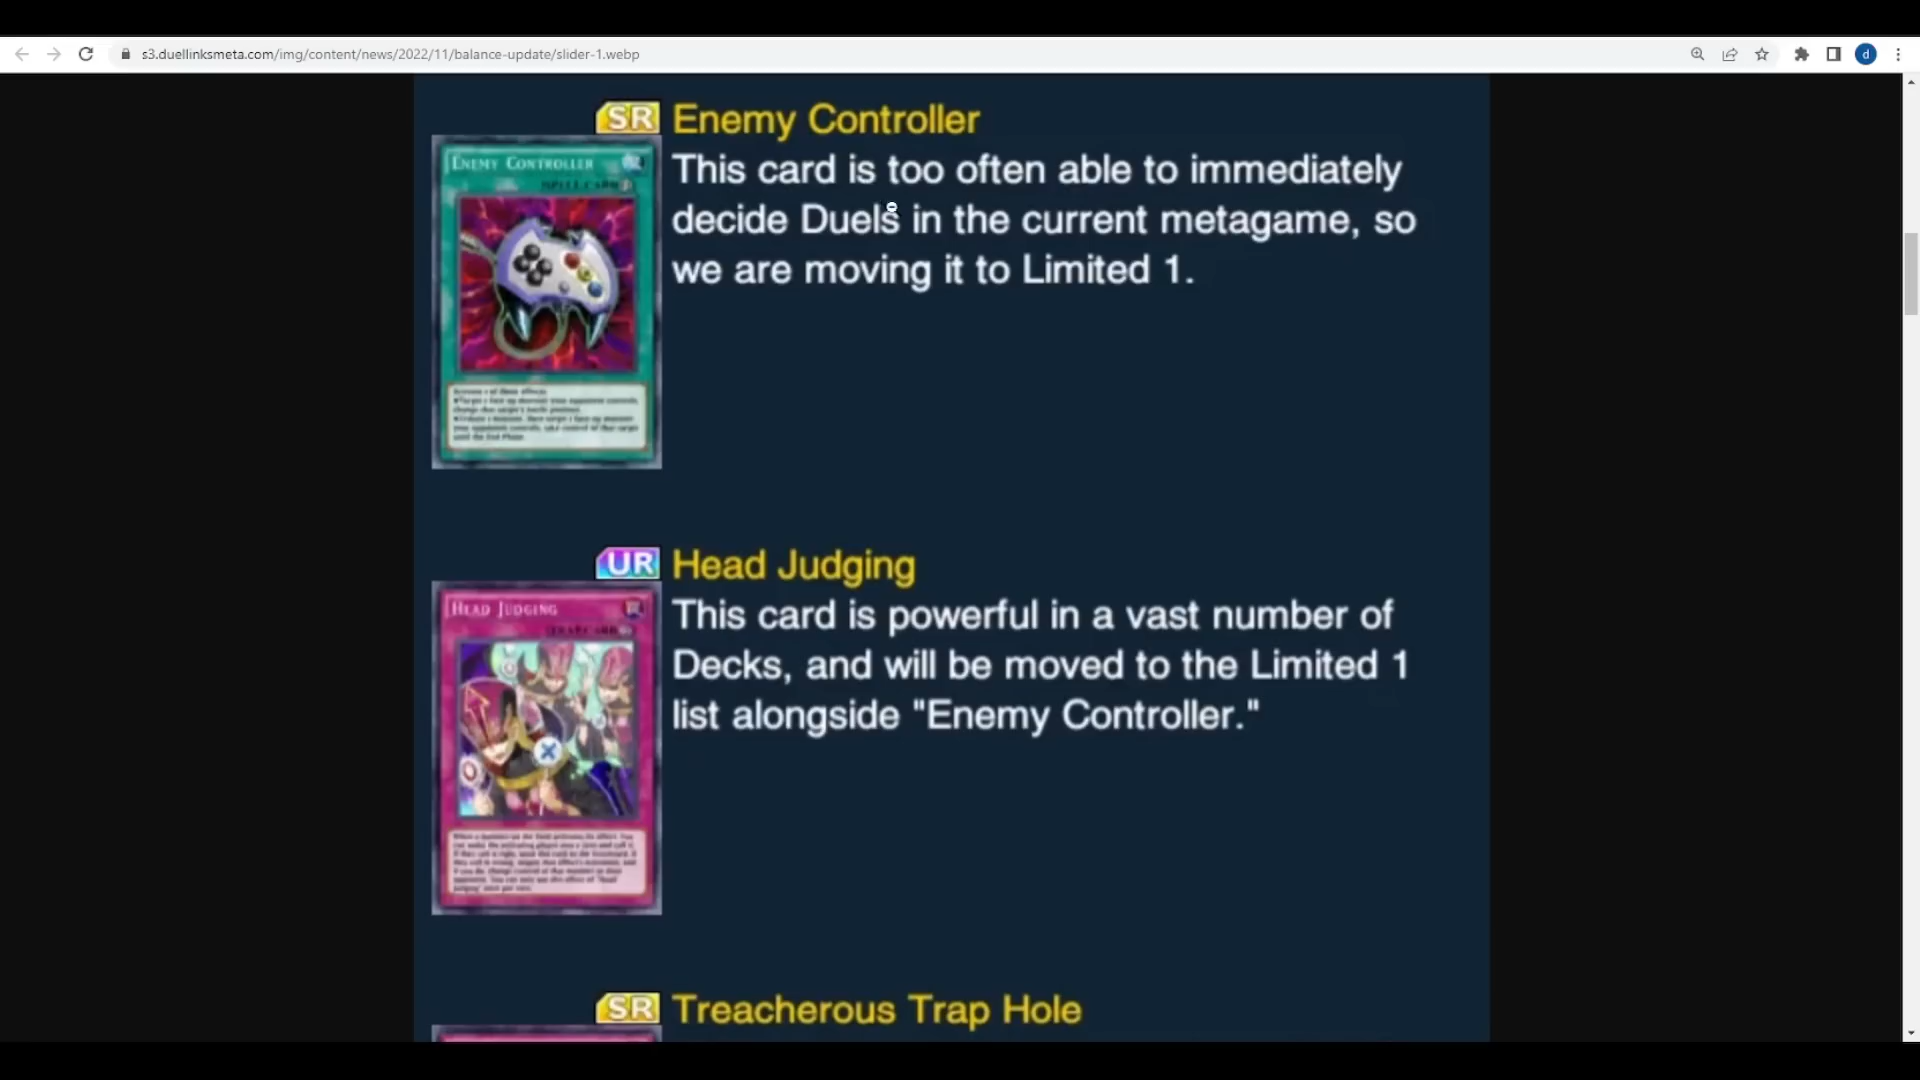 s3.duellinksmeta.com/img/content/news/2022/11/balance-update/slider-1.webp
d
SR Enemy Controller
ENEMY CONTROLLER
This card is too often able to immediately
decide Duels in the current metagame, so
we are moving it to Limited 1.
UR Head Judging
HEAD JUDGING
This card is powerful in a vast number of
Decks, and will be moved to the Limited 1
list alongside "Enemy Controller."
SR Treacherous Trap Hole